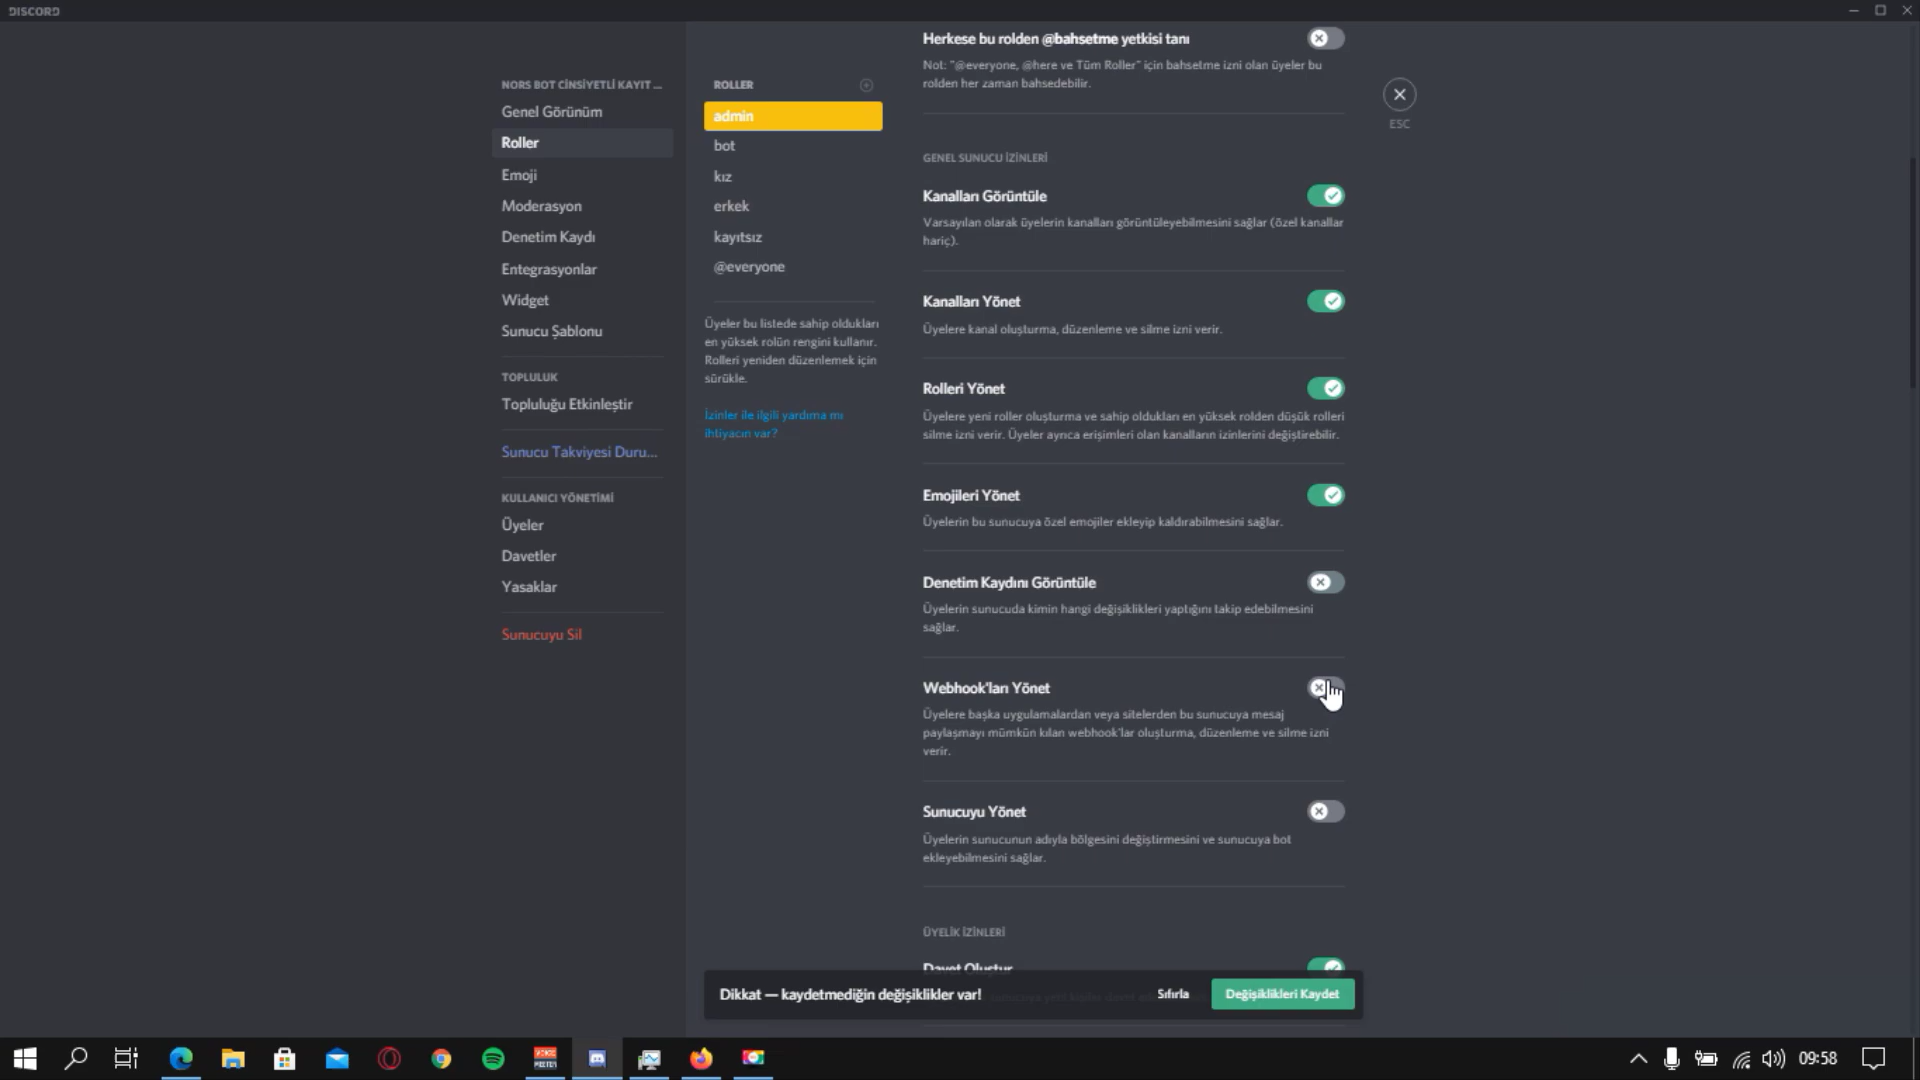 DISCORD
NORS BOT CİNSİYETLİ KAYIT ...
Genel Görünüm
Roller
Emoji
Moderasyon
Denetim Kaydı
Entegrasyonlar
Widget
Sunucu Şablonu
TOPLULUK
Topluluğu Etkinleştir
Sunucu Takviyesi Duru...
KULLANICI YÖNETİMİ
Üyeler
Davetler
Yasaklar
Sunucuyu Sil
ROLLER
admin
bot
kız
erkek
kayıtsız
@everyone
Üyeler bu listede sahip oldukları
en yüksek rolün rengini kullanır.
Rolleri yeniden düzenlemek için
sürükle.
İzinler ile ilgili yardıma mı
ihtiyacın var?
Herkese bu rolden @bahsetme yetkisi tanı
Not: "@everyone, @here ve Tüm Roller" için bahsetme izni olan üyeler bu
rolden her zaman bahsedebilir.
GENEL SUNUCU İZİNLERİ
Kanalları Görüntüle
Varsayılan olarak üyelerin kanalları görüntüleyebilmesini sağlar (özel kanallar
hariç).
Kanalları Yönet
Üyelere kanal oluşturma, düzenleme ve silme izni verir.
Rolleri Yönet
Üyelere yeni roller oluşturma ve sahip oldukları en yüksek rolden düşük rolleri
silme izni verir. Üyeler ayrıca erişimleri olan kanalların izinlerini değiştirebilir.
Emojileri Yönet
Üyelerin bu sunucuya özel emojiler ekleyip kaldırabilmesini sağlar.
Denetim Kaydını Görüntüle
Üyelerin sunucuda kimin hangi değişiklikleri yaptığını takip edebilmesini
sağlar.
Webhook'ları Yönet
Üyelere başka uygulamalardan veya sitelerden bu sunucuya mesaj
paylaşmayı mümkün kılan webhook'lar oluşturma, düzenleme ve silme izni
verir.
Sunucuyu Yönet
Üyelerin sunucunun adıyla bölgesini değiştirmesini ve sunucuya bot
ekleyebilmesini sağlar.
ÜYELİK İZİNLERİ
Davet Oluştur
Dikkat — kaydetmediğin değişiklikler var!
Sıfırla
Değişiklikleri Kaydet
ESC
VOICE
MEETER
09:58